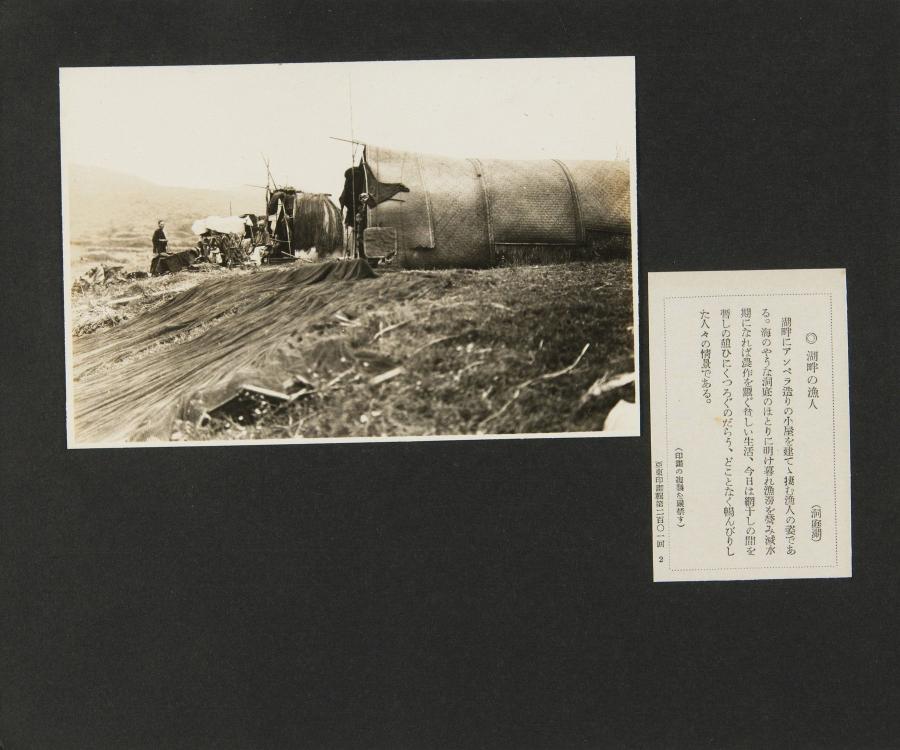 ◎ 湖畔の漁人
（洞庭湖）
湖畔にアンペラ造りの小屋を建てゝ棲む漁人の姿であ
る。海のやうな洞庭のほとりに明け暮れ漁撈を營み減水
期になれば農作を職ぐ貧しい生活、今日は網干しの間を
暫しの憩ひにくつろぐのだらう、どことなく暢んびりし
た人々の情景である。
（印畫の複製を嚴禁す）
亞東印畫輯第二百〇一回 2